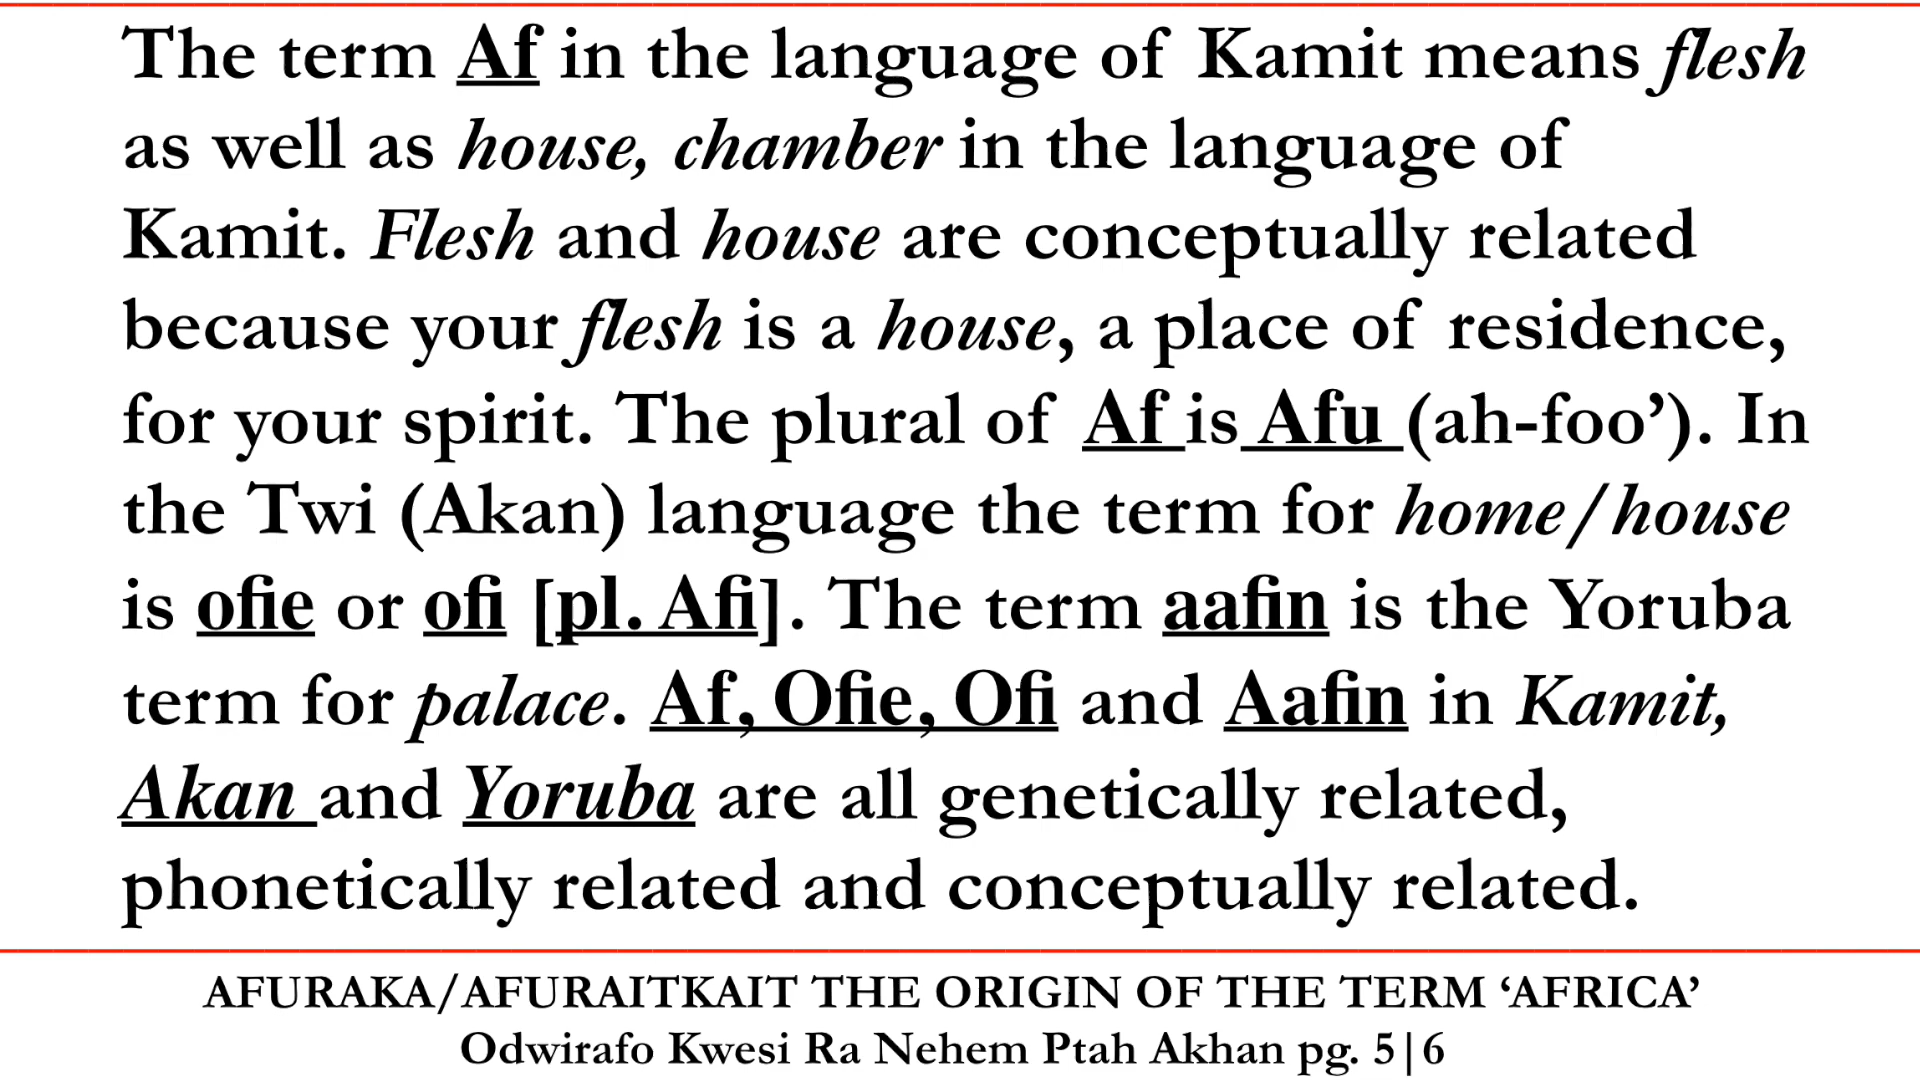 The term Af in the language of Kamit means flesh
as well as house, chamber in the language of
Kamit. Flesh and house are conceptually related
because your flesh is a house, a place of residence,
for your spirit. The plural of Af is Afu (ah-foo’). In
the Twi (Akan) language the term for home/house
is ofie or ofi [pl. Afi]. The term aafin is the Yoruba
term for palace. Af, Ofie, Ofi and Aafin in Kamit,
Akan and Yoruba are all genetically related,
phonetically related and conceptually related.
AFURAKA/AFURAITKAIT THE ORIGIN OF THE TERM ‘AFRICA’
Odwirafo Kwesi Ra Nehem Ptah Akhan pg. 5|6